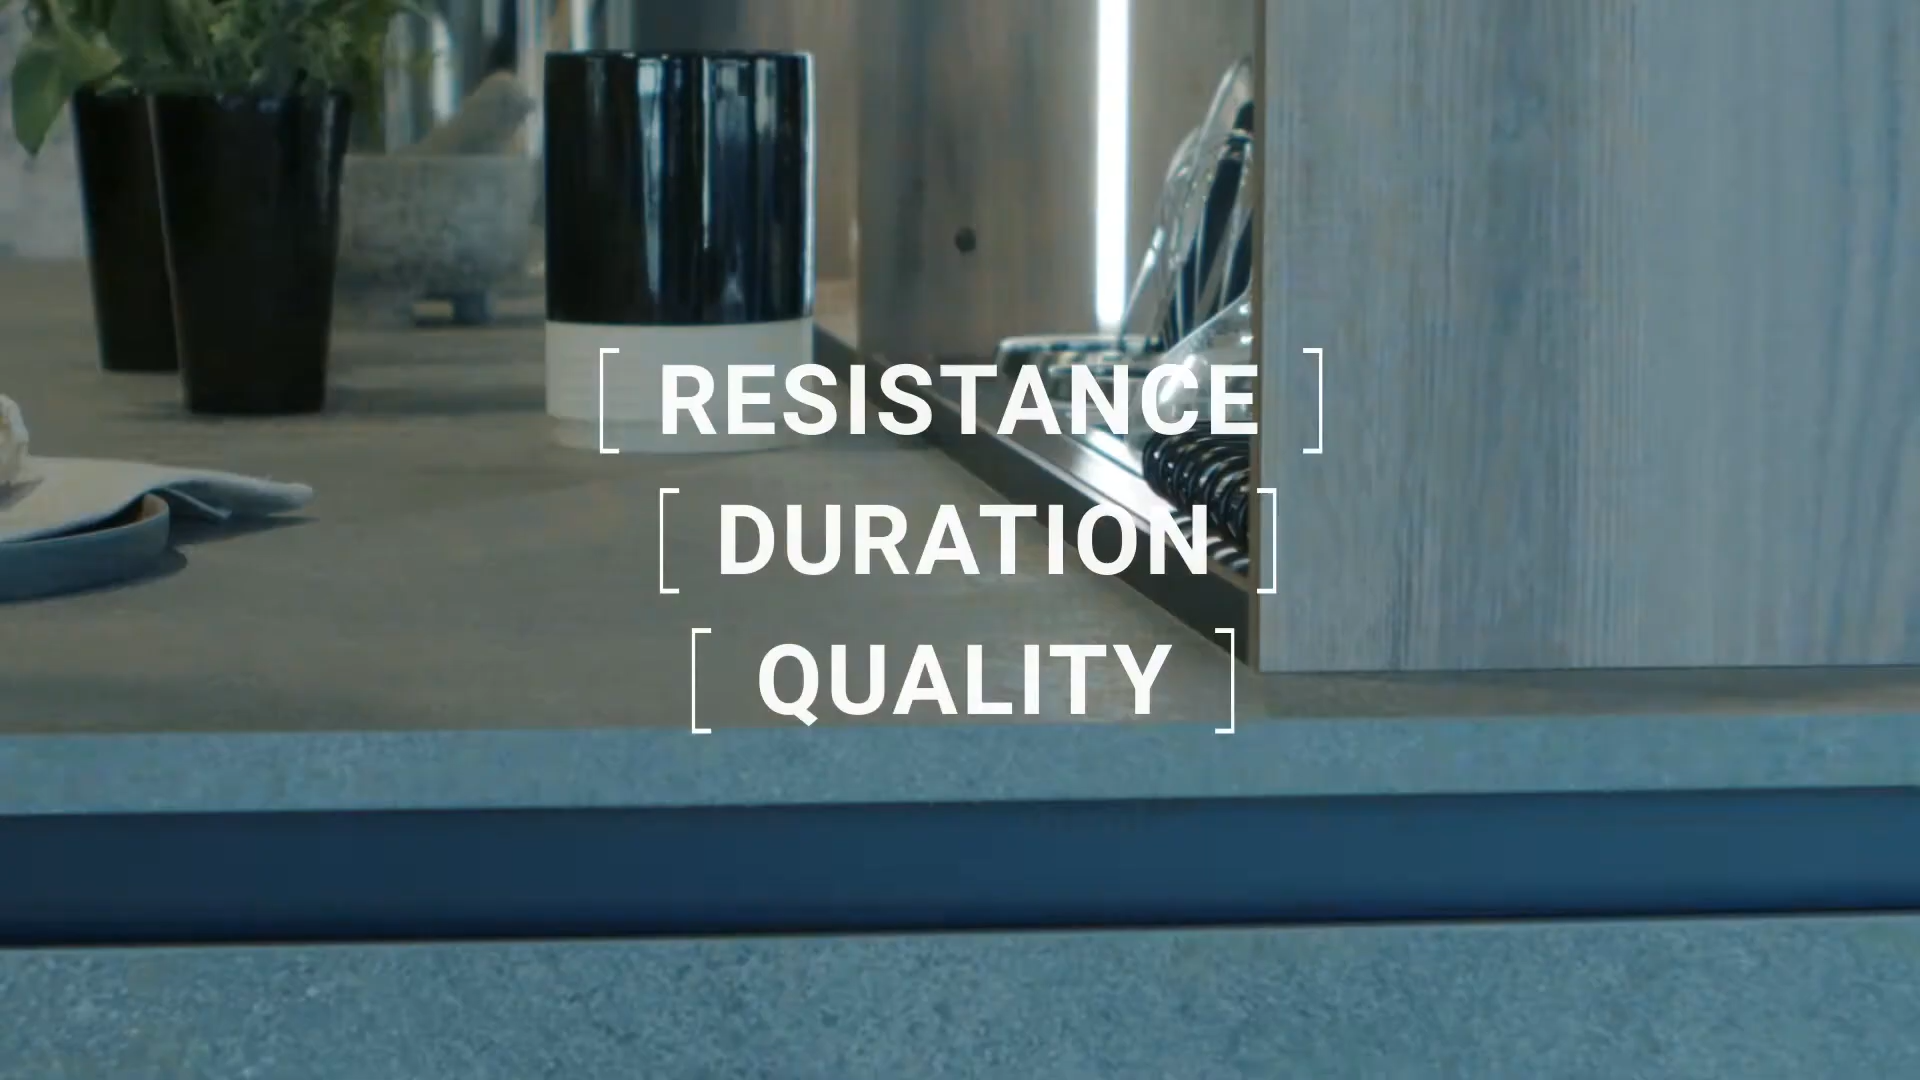 [ RESISTANCE ]
[ DURATION ]
[ QUALITY ]